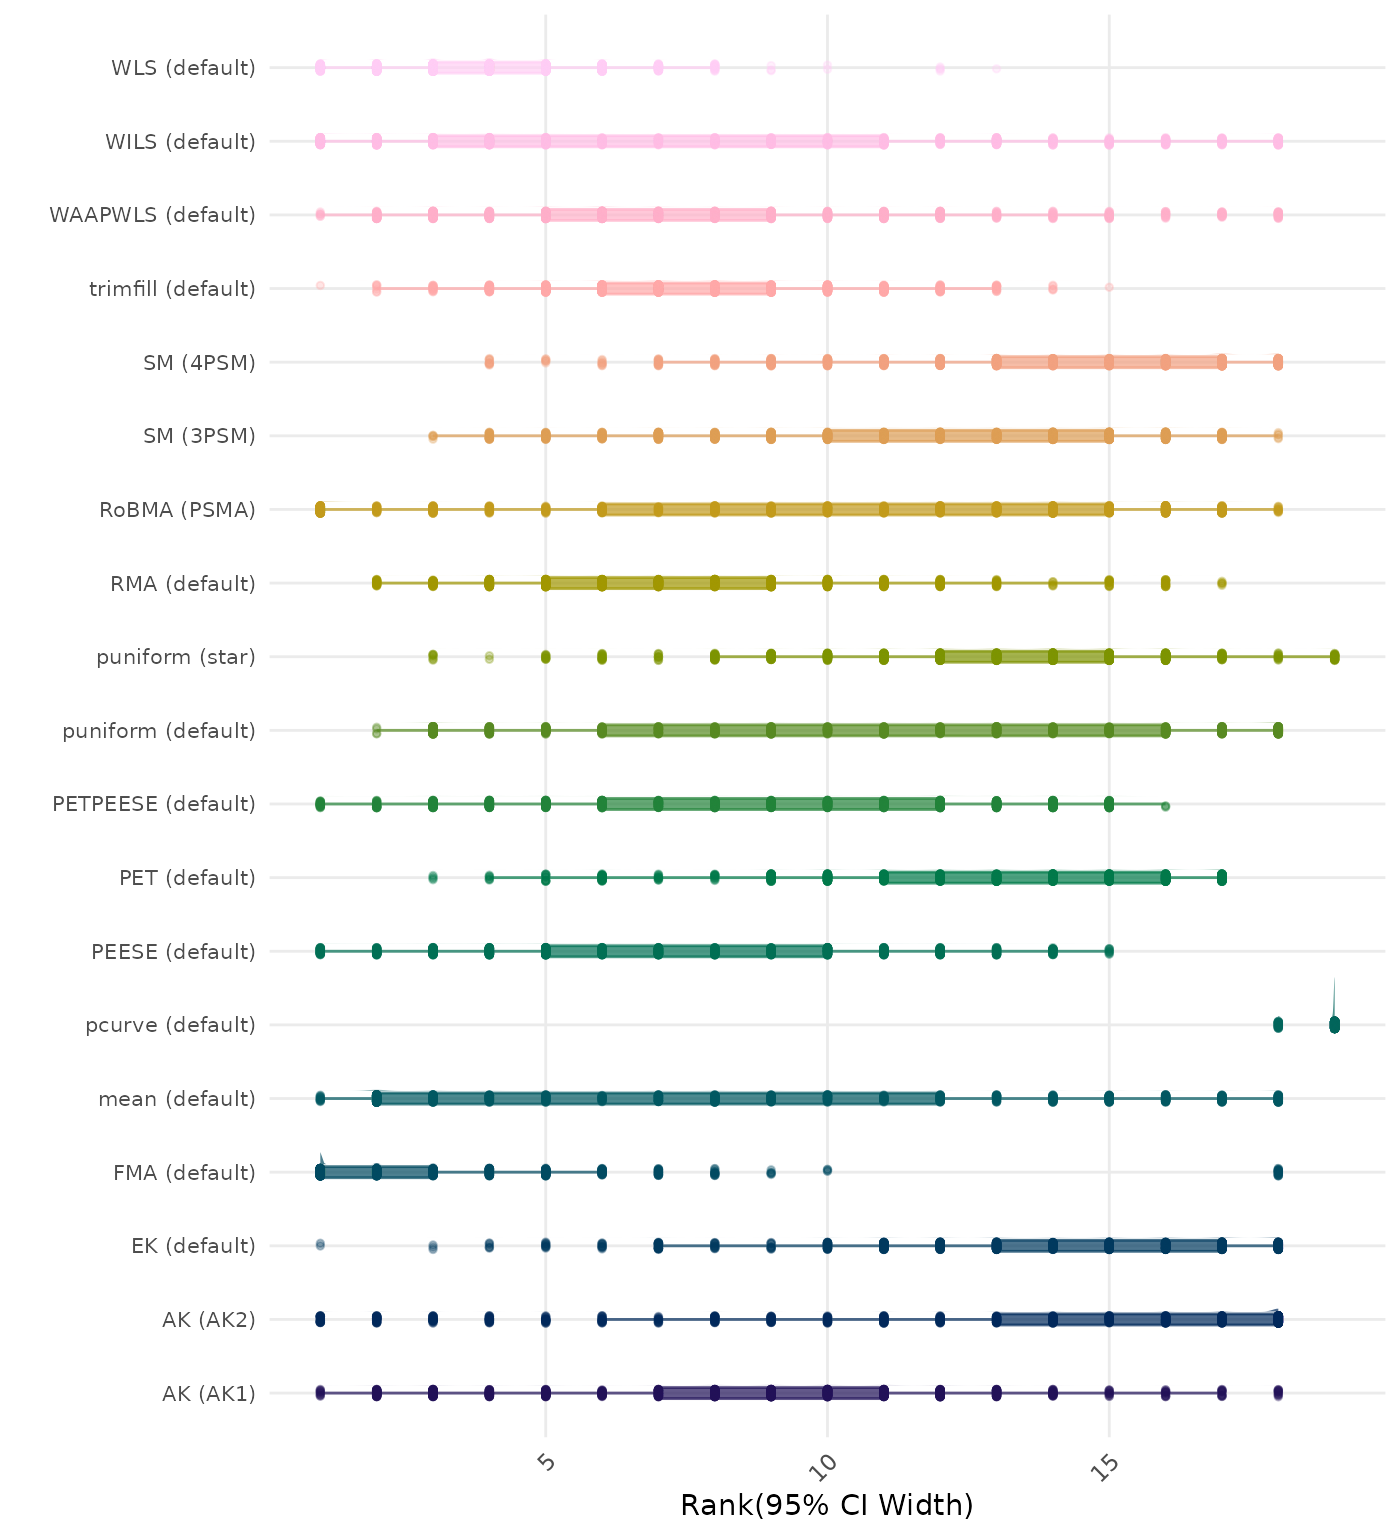 WLS (default)
WILS (default)
WAAPWLS (default)
trimfill (default)
SM (4PSM)
SM (3PSM)
RoBMA (PSMA)
RMA (default)
puniform (star)
puniform (default)
PETPEESE (default)
PET (default)
PEESE (default)
pcurve (default)
mean (default)
FMA (default)
EK (default)
AK (AK2)
AK (AK1)
5 10 15
Rank(95% CI Width)